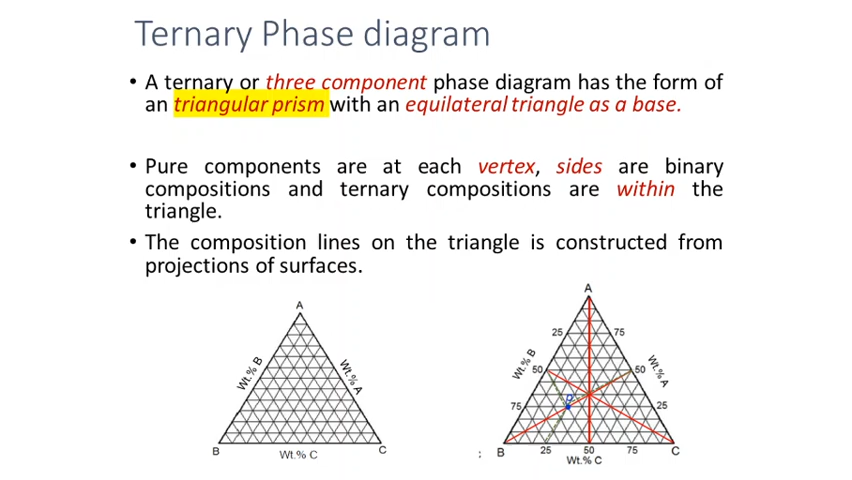 Ternary Phase diagram
• A ternary or three component phase diagram has the form of
an triangular prism with an equilateral triangle as a base.
• Pure components are at each vertex, sides are binary
compositions and ternary compositions are within the
triangle.
• The composition lines on the triangle is constructed from
projections of surfaces.
A
Wt.% B
Wt.% A
B
Wt.% C
C
A
25
75
Wt.% B
50
50
Wt.% A
75
25
: B
25
50
75
C
Wt.% C